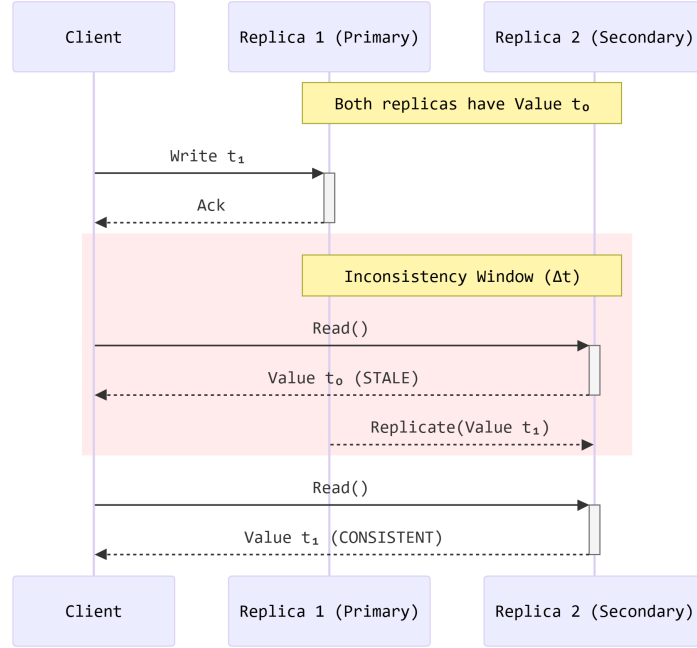 Client
Replica 1 (Primary)
Replica 2 (Secondary)
Both replicas have Value t₀
Write t₁
Ack
Inconsistency Window (Δt)
Read()
Value t₀ (STALE)
Replicate(Value t₁)
Read()
Value t₁ (CONSISTENT)
Client
Replica 1 (Primary)
Replica 2 (Secondary)